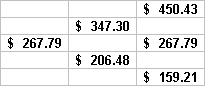 $ 450.43
$ 347.30
$ 267.79 $ 267.79
$ 206.48
$ 159.21